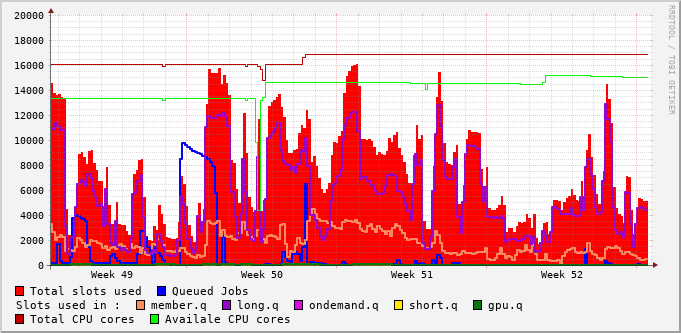 RRDTOOL / TOBI OETIKER
20000
18000
16000
14000
12000
10000
8000
6000
4000
2000
0
Week 49 Week 50 Week 51 Week 52
Total slots used Queued Jobs
Slots used in : member.q long.q ondemand.q short.q gpu.q
Total CPU cores Availale CPU cores